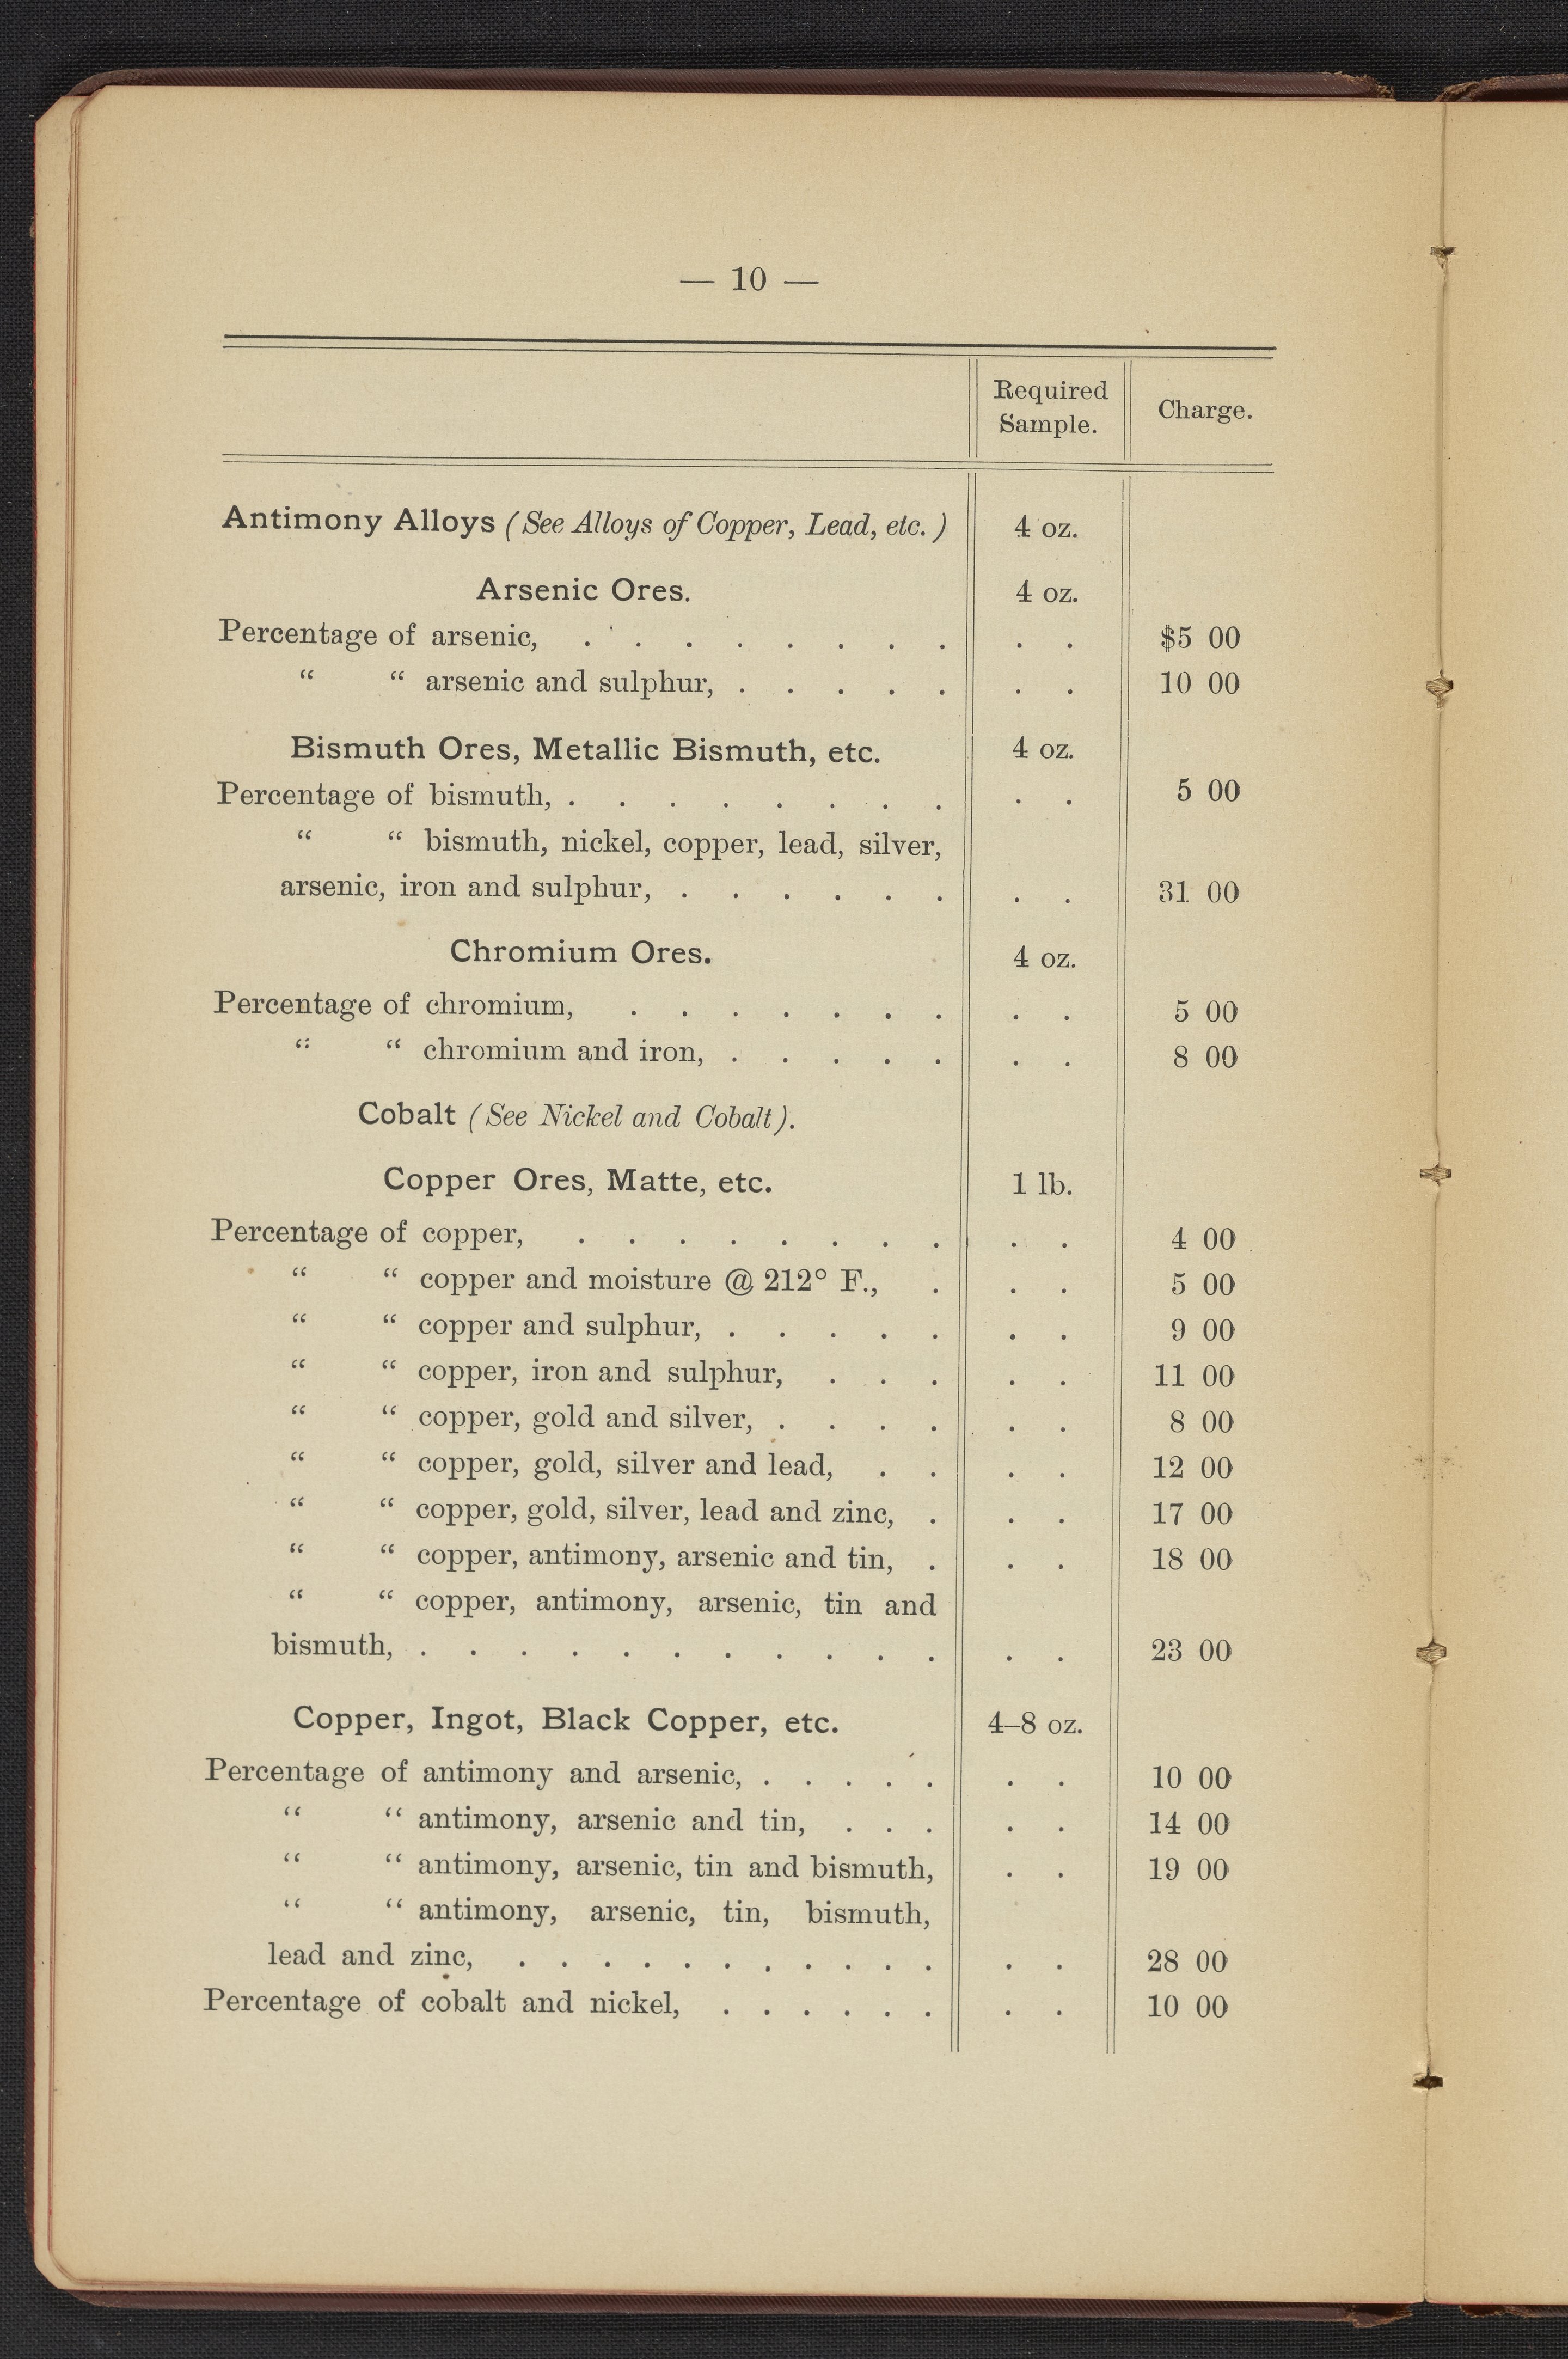 — 10 —
Required Sample. Charge.
Antimony Alloys (See Alloys of Copper, Lead, etc.) 4 oz.
Arsenic Ores. 4 oz.
Percentage of arsenic, . . . . . . . . . . $5 00
“ “ arsenic and sulphur, . . . . . . . 10 00
Bismuth Ores, Metallic Bismuth, etc. 4 oz.
Percentage of bismuth, . . . . . . . . . . 5 00
“ “ bismuth, nickel, copper, lead, silver,
arsenic, iron and sulphur, . . . . . . . . 31 00
Chromium Ores. 4 oz.
Percentage of chromium, . . . . . . . . . 5 00
“ “ chromium and iron, . . . . . . . 8 00
Cobalt (See Nickel and Cobalt).
Copper Ores, Matte, etc. 1 lb.
Percentage of copper, . . . . . . . . . . 4 00
“ “ copper and moisture @ 212° F., . . . 5 00
“ “ copper and sulphur, . . . . . . . 9 00
“ “ copper, iron and sulphur, . . . . . 11 00
“ “ copper, gold and silver, . . . . . . 8 00
“ “ copper, gold, silver and lead, . . . . 12 00
“ “ copper, gold, silver, lead and zinc, . . . 17 00
“ “ copper, antimony, arsenic and tin, . . . 18 00
“ “ copper, antimony, arsenic, tin and
bismuth, . . . . . . . . . . . . . 23 00
Copper, Ingot, Black Copper, etc. 4–8 oz.
Percentage of antimony and arsenic, . . . . . . . 10 00
“ “ antimony, arsenic and tin, . . . . . 14 00
“ “ antimony, arsenic, tin and bismuth, . . 19 00
“ “ antimony, arsenic, tin, bismuth,
lead and zinc, . . . . . . . . . . . . . 28 00
Percentage of cobalt and nickel, . . . . . . . . 10 00